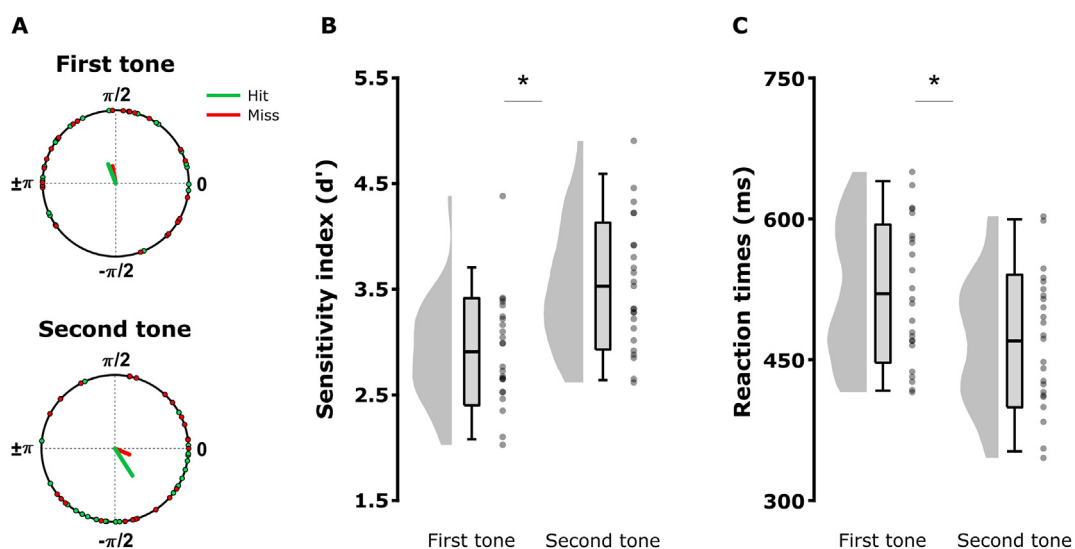 A
First tone
π/2
±π
0
-π/2
Hit
Miss
Second tone
π/2
±π
0
-π/2
B
Sensitivity index (d')
5.5
4.5
3.5
2.5
1.5
*
First tone
Second tone
C
Reaction times (ms)
750
600
450
300
*
First tone
Second tone